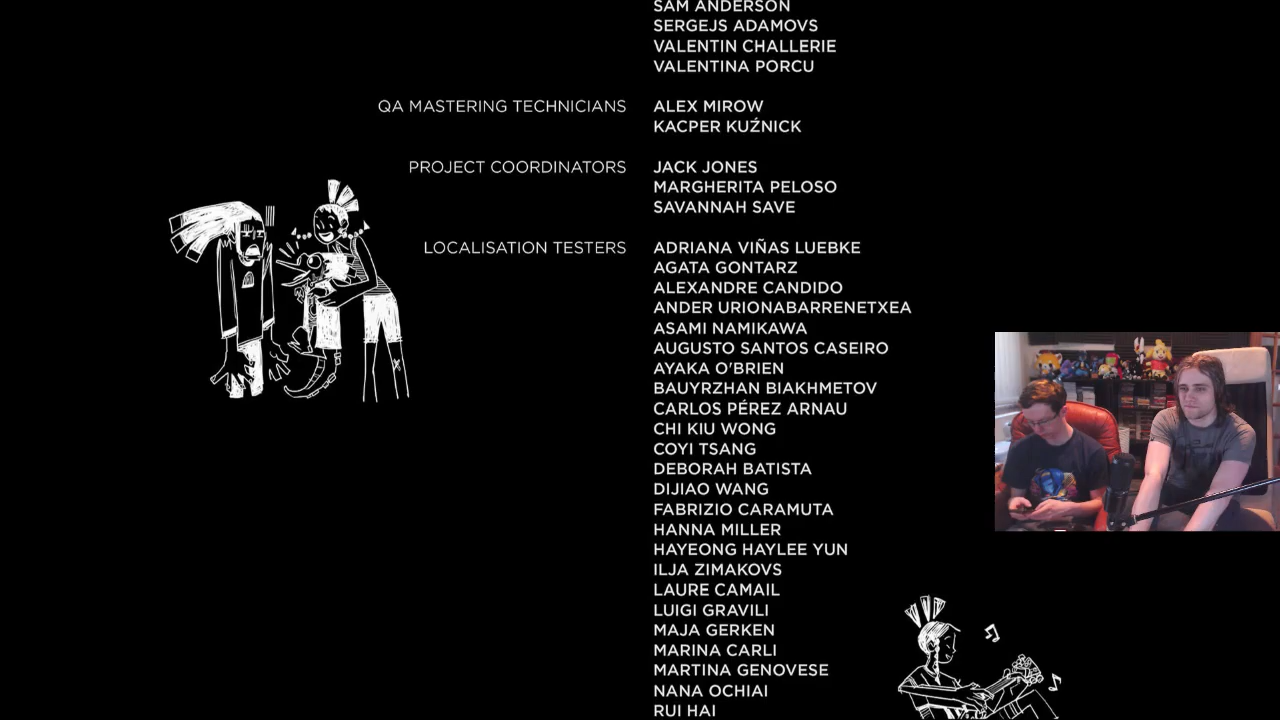 SAM ANDERSON
SERGEJS ADAMOVS
VALENTIN CHALLERIE
VALENTINA PORCU
QA MASTERING TECHNICIANS ALEX MIROW
KACPER KUŹNICK
PROJECT COORDINATORS JACK JONES
MARGHERITA PELOSO
SAVANNAH SAVE
LOCALISATION TESTERS ADRIANA VIÑAS LUEBKE
AGATA GONTARZ
ALEXANDRE CANDIDO
ANDER URIONABARRENETXEA
ASAMI NAMIKAWA
AUGUSTO SANTOS CASEIRO
AYAKA O'BRIEN
BAUYRZHAN BIAKHMETOV
CARLOS PÉREZ ARNAU
CHI KIU WONG
COYI TSANG
DEBORAH BATISTA
DIJIAO WANG
FABRIZIO CARAMUTA
HANNA MILLER
HAYEONG HAYLEE YUN
ILJA ZIMAKOVS
LAURE CAMAIL
LUIGI GRAVILI
MAJA GERKEN
MARINA CARLI
MARTINA GENOVESE
NANA OCHIAI
RUI HAI